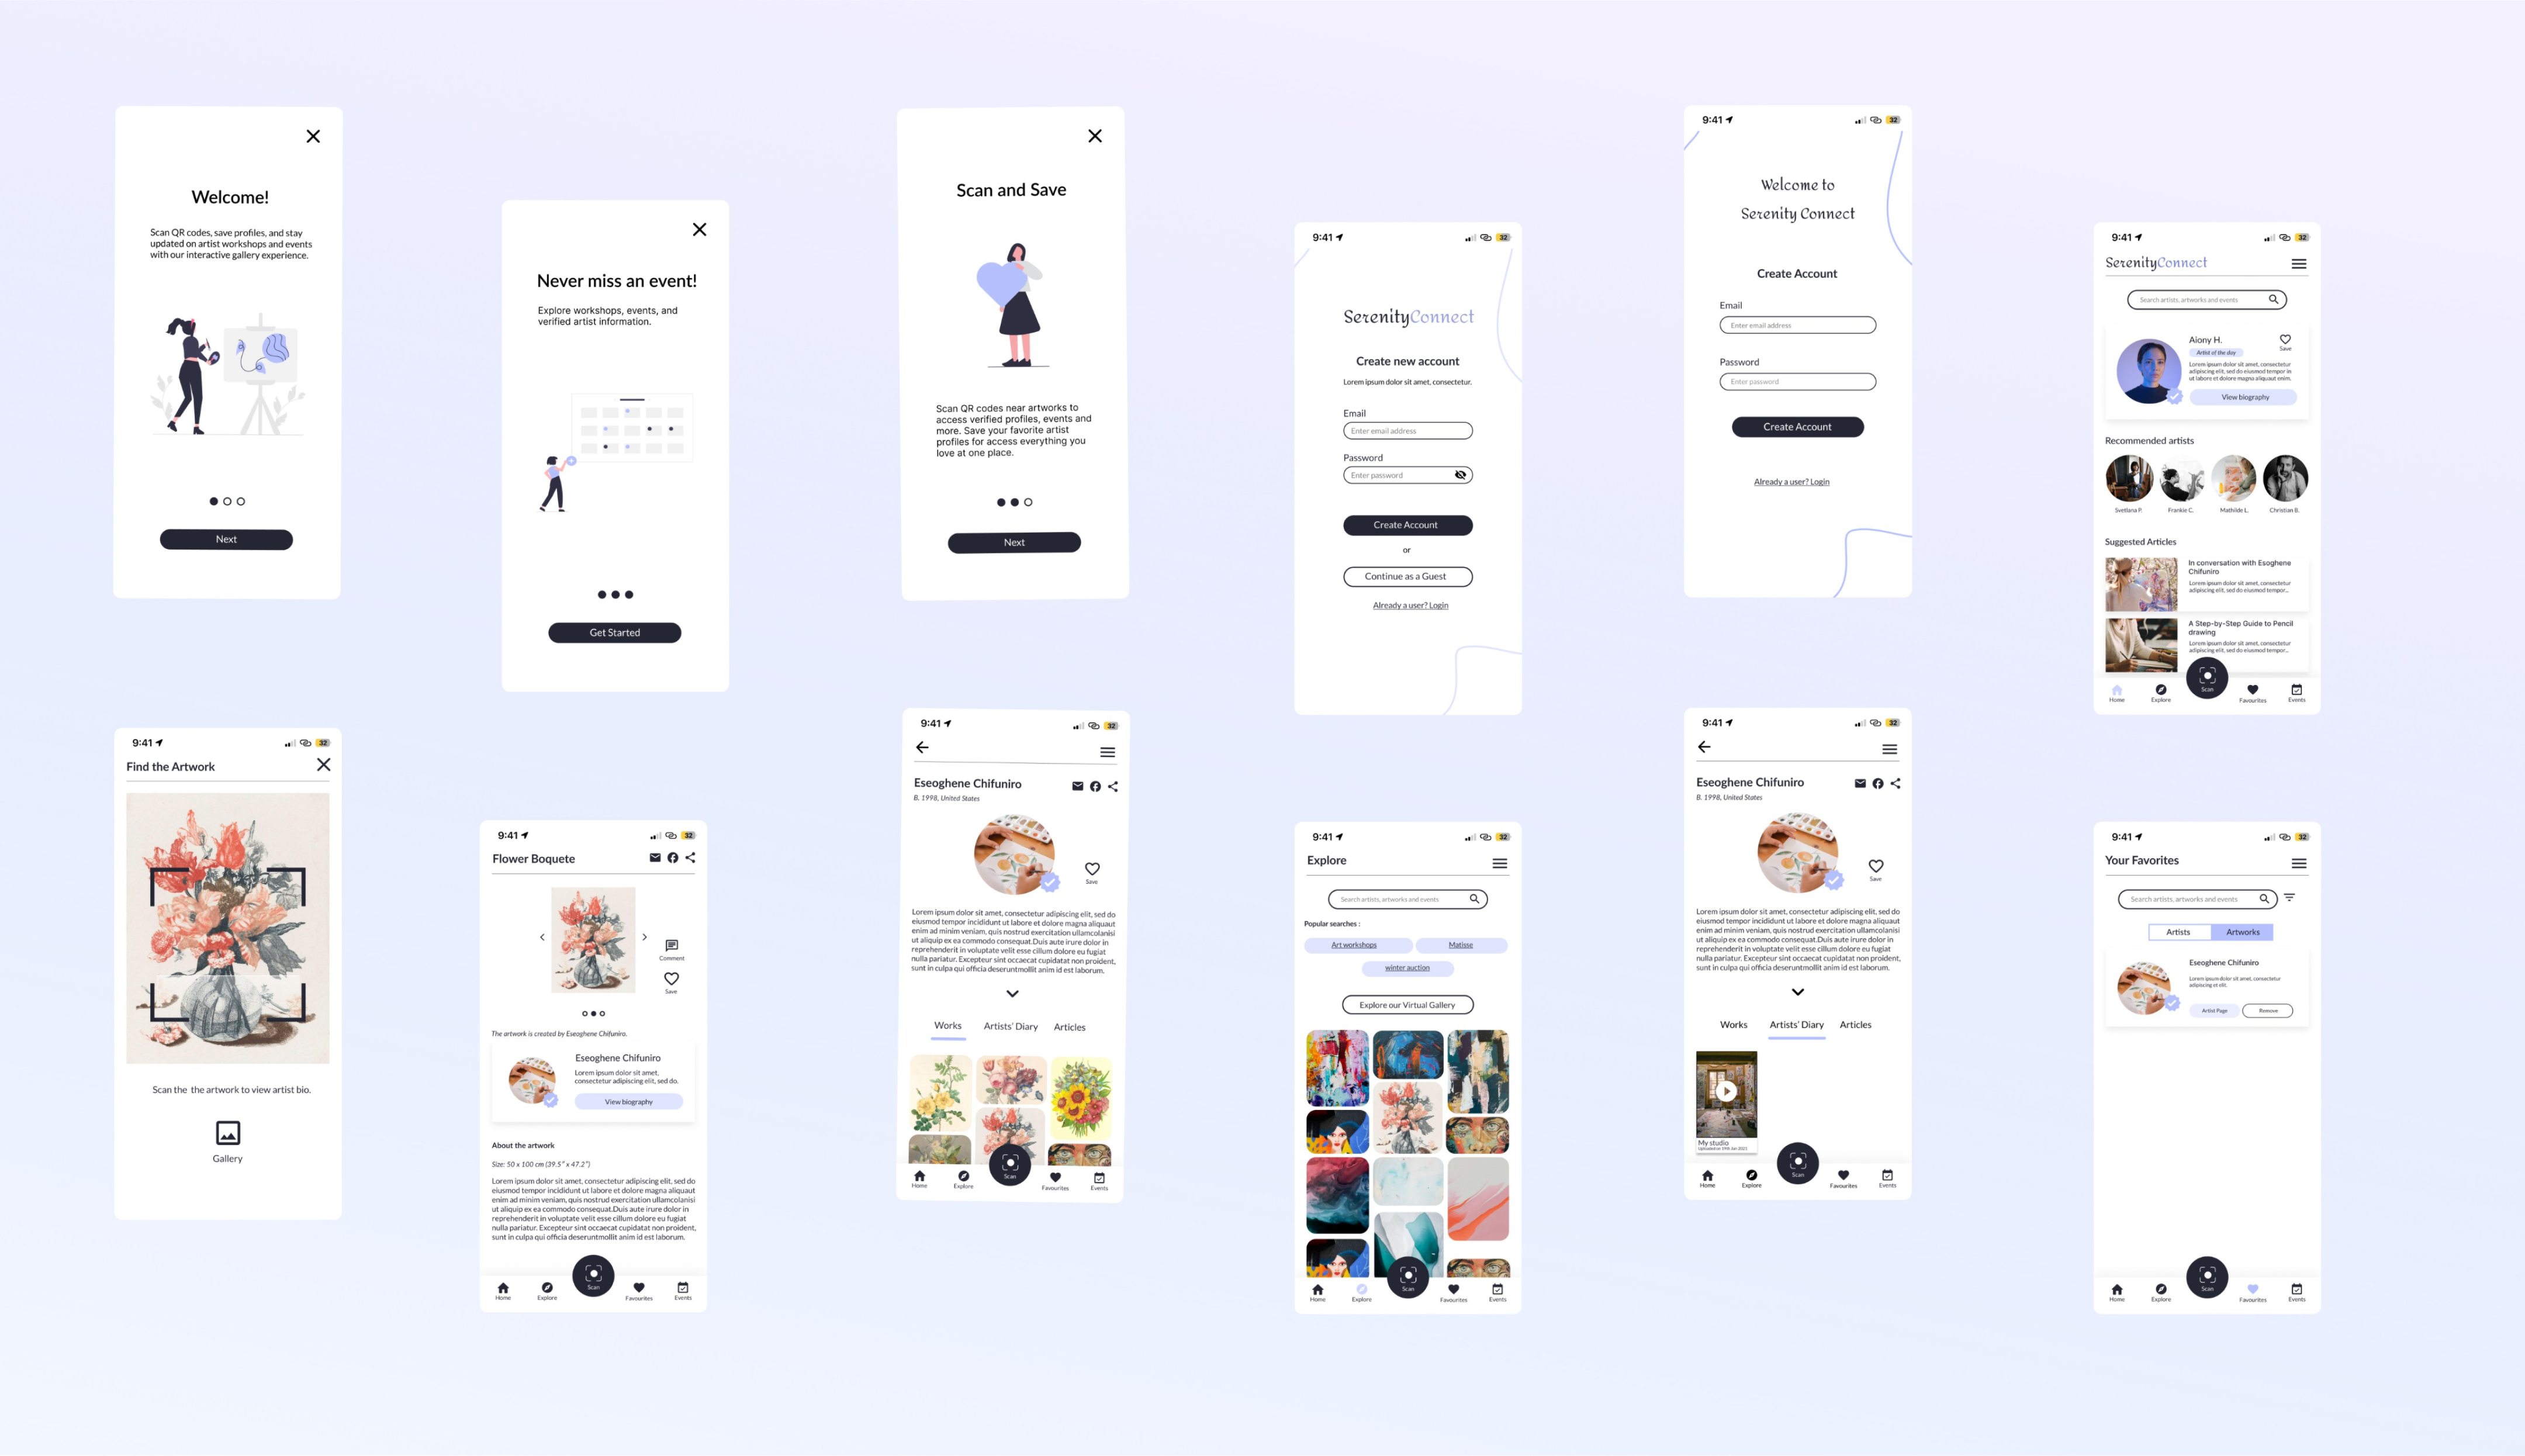 Welcome!
Scan QR codes, save profiles, and stay
updated on artist workshops and events
with our interactive gallery experience.
Next
Never miss an event!
Explore workshops, events, and
verified artist information.
Get Started
Scan and Save
Scan QR codes near artworks to
access verified profiles, events and
more. Save your favorite artist
profiles for access everything you
love at one place.
Next
9:41
32
SerenityConnect
Create new account
Lorem ipsum dolor sit amet, consectetur.
Email
Enter email address
Password
Enter password
Create Account
or
Continue as a Guest
Already a user? Login
9:41
32
Welcome to
Serenity Connect
Create Account
Email
Enter email address
Password
Enter password
Create Account
Already a user? Login
9:41
32
SerenityConnect
Search artists, artworks and events
Aiony H.
Artist of the day
Save
Lorem ipsum dolor sit amet, consectetur
adipiscing elit, sed do eiusmod tempor in
ut labore et dolore magna aliquaut enim.
View biography
Recommended artists
Svetlana P.
Frankie C.
Mathilde L.
Christian B.
Suggested Articles
In conversation with Esoghene
Chifuniro
Lorem ipsum dolor sit amet, consectetur
adipiscing elit, sed do eiusmod tempor...
A Step-by-Step Guide to Pencil
drawing
Lorem ipsum dolor sit amet, consectetur
adipiscing elit, sed do eiusmod tempor...
Home
Explore
Scan
Favourites
Events
9:41
32
Find the Artwork
Scan the the artwork to view artist bio.
Gallery
9:41
32
Flower Boquete
Comment
Save
The artwork is created by Eseoghene Chifuniro.
Eseoghene Chifuniro
Lorem ipsum dolor sit amet,
consectetur adipiscing elit, sed do.
View biography
About the artwork
Size: 50 x 100 cm (39.5" x 47.2")
Lorem ipsum dolor sit amet, consectetur adipiscing elit, sed do
eiusmod tempor incididunt ut labore et dolore magna aliquaut
enim ad minim veniam, quis nostrud exercitation ullamcolanisi
ut aliquip ex ea commodo consequat.Duis aute irure dolor in
reprehenderit in voluptate velit esse cillum dolore eu fugiat
nulla pariatur. Excepteur sint occaecat cupidatat non proident,
sunt in culpa qui officia deseruntmollit anim id est laborum.
Home
Explore
Scan
Favourites
Events
9:41
32
Eseoghene Chifuniro
B. 1998, United States
Save
Lorem ipsum dolor sit amet, consectetur adipiscing elit, sed do
eiusmod tempor incididunt ut labore et dolore magna aliquaut
enim ad minim veniam, quis nostrud exercitation ullamcolanisi
ut aliquip ex ea commodo consequat.Duis aute irure dolor in
reprehenderit in voluptate velit esse cillum dolore eu fugiat
nulla pariatur. Excepteur sint occaecat cupidatat non proident,
sunt in culpa qui officia deseruntmollit anim id est laborum.
Works
Artists' Diary
Articles
Home
Explore
Scan
Favourites
Events
9:41
32
Explore
Search artists, artworks and events
Popular searches :
Art workshops
Matisse
winter auction
Explore our Virtual Gallery
Home
Explore
Scan
Favourites
Events
9:41
32
Eseoghene Chifuniro
B. 1998, United States
Save
Lorem ipsum dolor sit amet, consectetur adipiscing elit, sed do
eiusmod tempor incididunt ut labore et dolore magna aliquaut
enim ad minim veniam, quis nostrud exercitation ullamcolanisi
ut aliquip ex ea commodo consequat.Duis aute irure dolor in
reprehenderit in voluptate velit esse cillum dolore eu fugiat
nulla pariatur. Excepteur sint occaecat cupidatat non proident,
sunt in culpa qui officia deseruntmollit anim id est laborum.
Works
Artists' Diary
Articles
My studio
Uploaded on 19th Jan 2021
Home
Explore
Scan
Favourites
Events
9:41
32
Your Favorites
Search artists, artworks and events
Artists
Artworks
Eseoghene Chifuniro
Lorem ipsum dolor sit amet, consectetur
adipiscing et elit.
Artist Page
Remove
Home
Explore
Scan
Favourites
Events